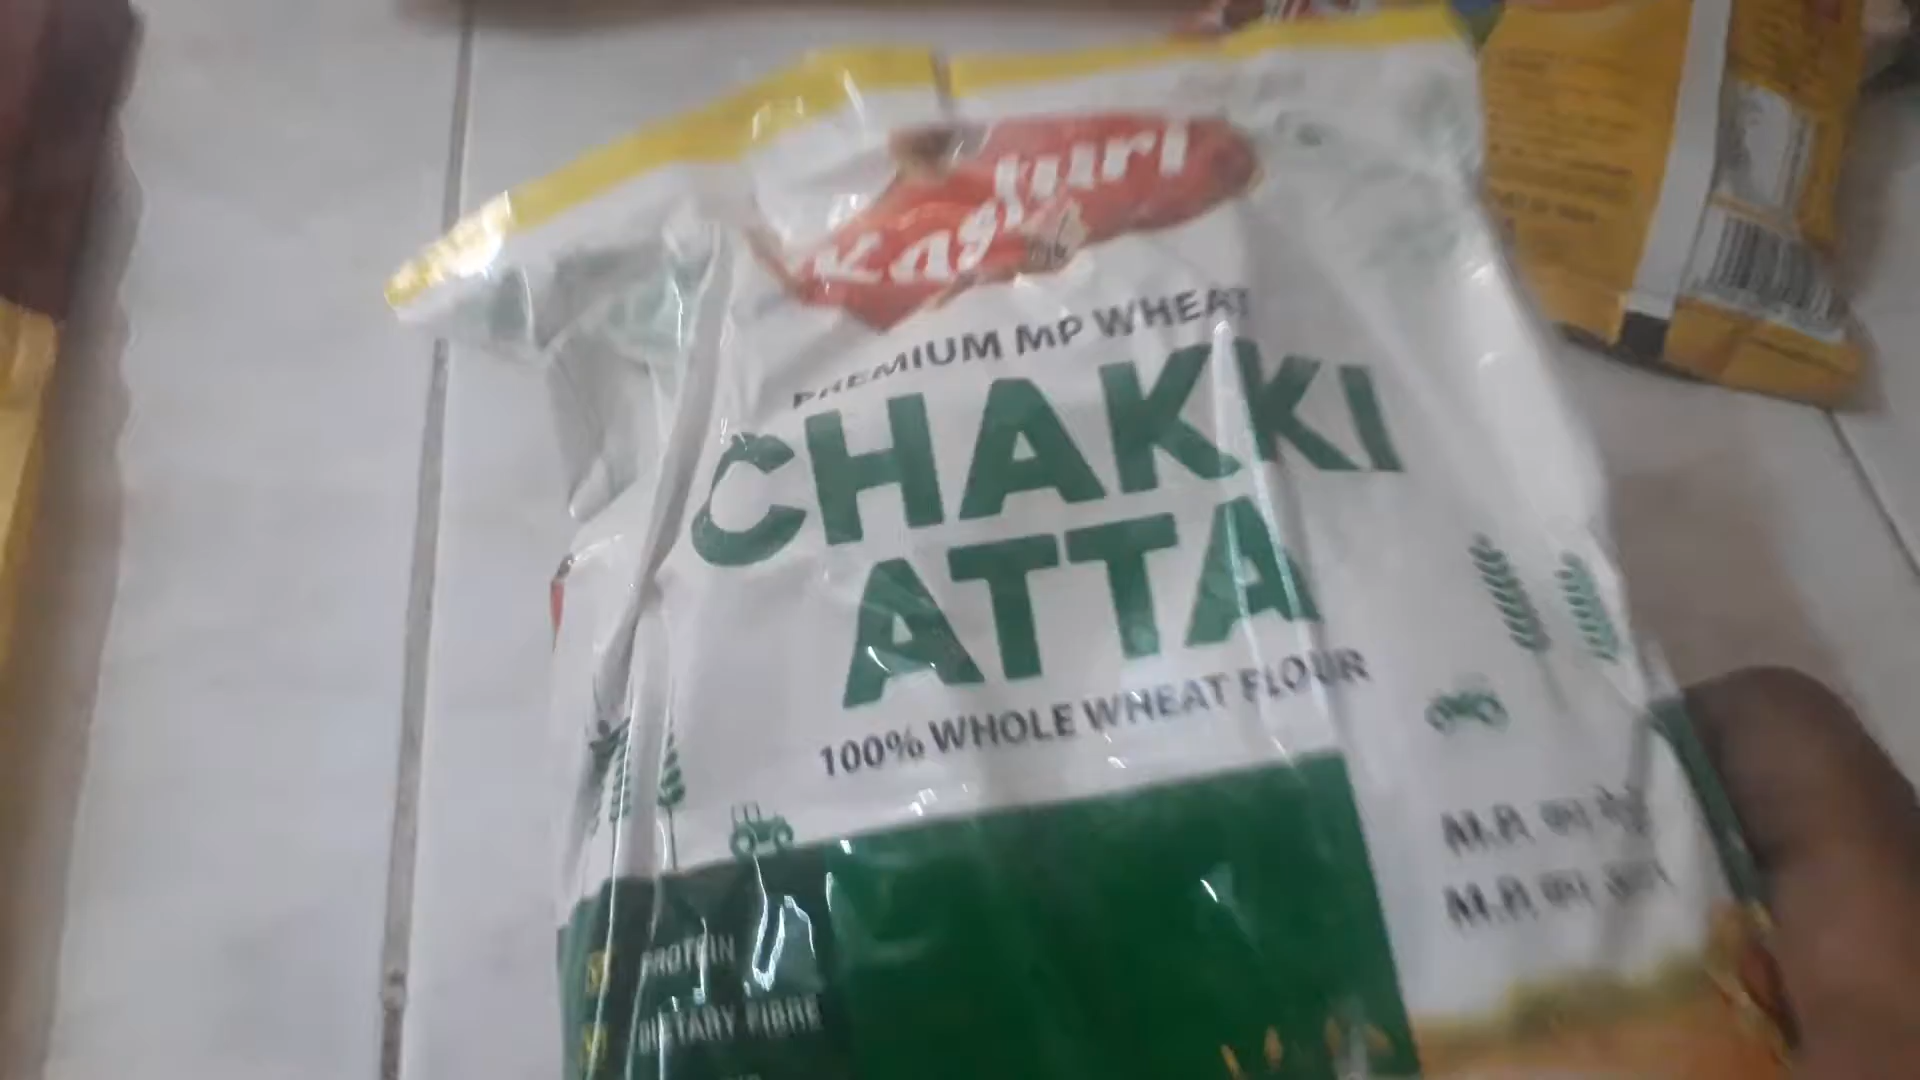 Kasturi
PREMIUM MP WHEAT
CHAKKI
ATTA
100% WHOLE WHEAT FLOUR
PROTEIN
DIETARY FIBRE
M.P. का
M.P. का